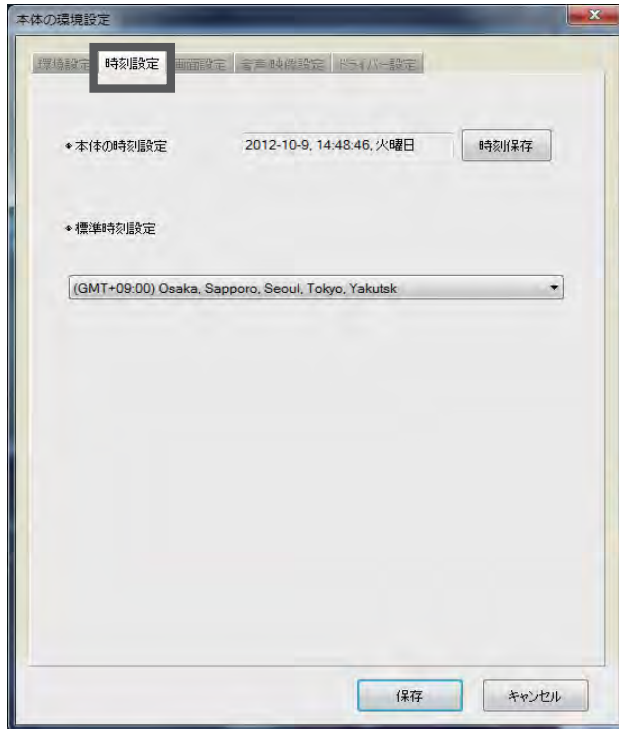 本体の環境設定
環境設定 時刻設定 画面設定 音声・映像設定 ドライバー設定
◆本体の時刻設定 2012-10-9, 14:48:46, 火曜日 時刻保存
◆標準時刻設定
(GMT+09:00) Osaka, Sapporo, Seoul, Tokyo, Yakutsk
保存 キャンセル